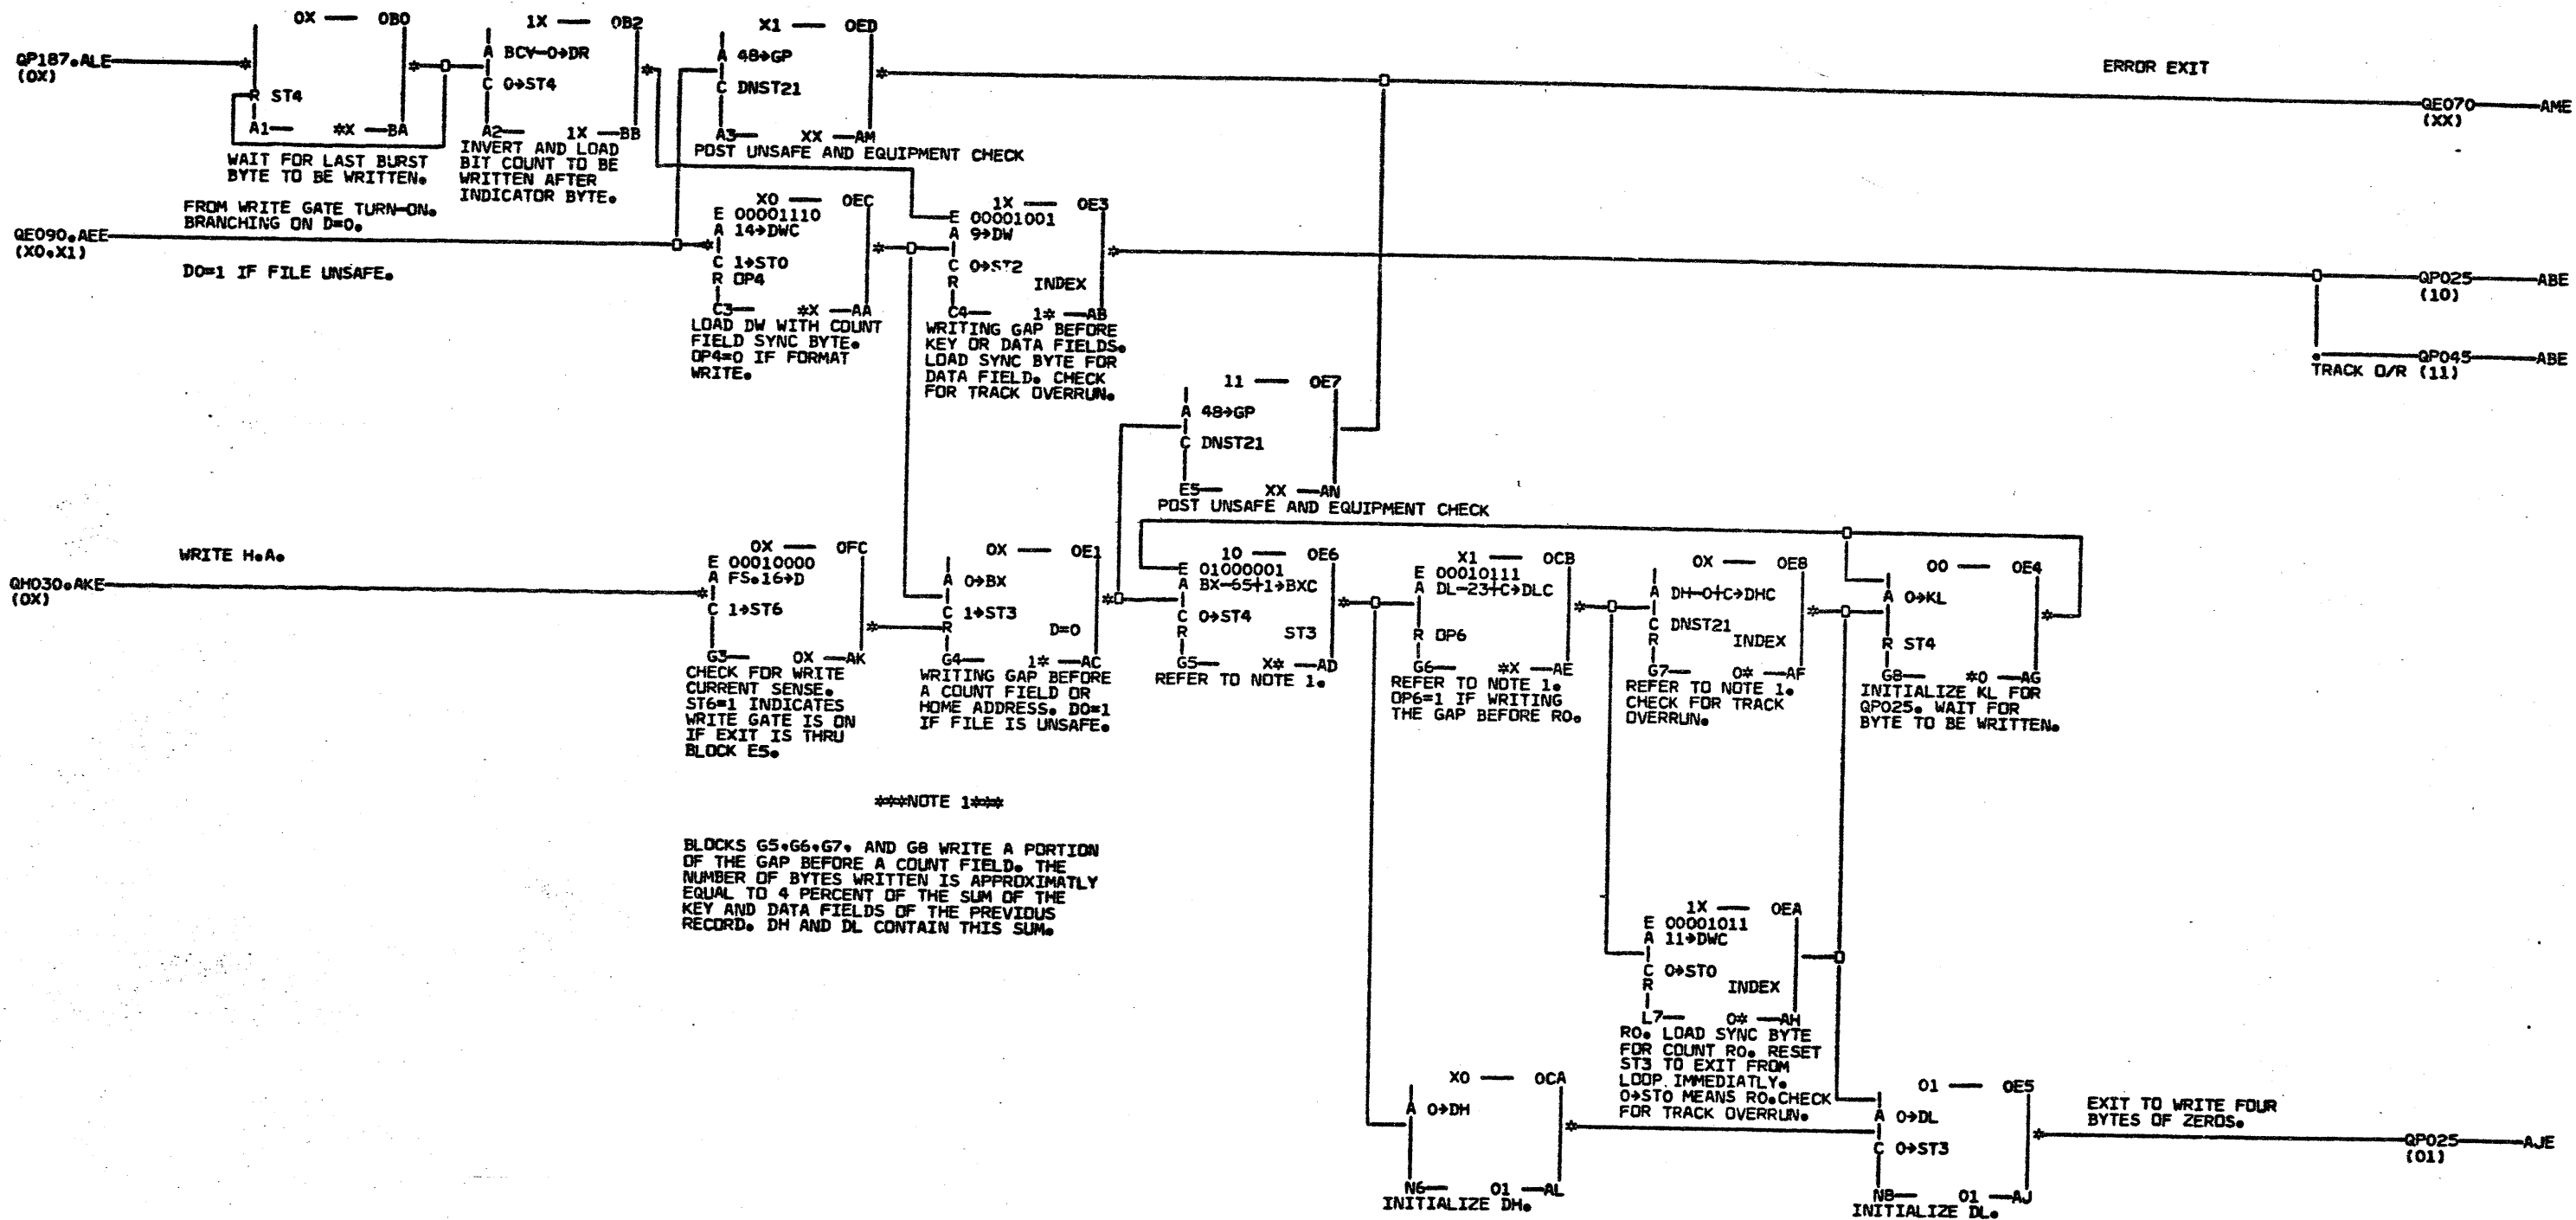 0X — 0B0
QP187.ALE
(0X)
R ST4
A1— *X —BA
WAIT FOR LAST BURST
BYTE TO BE WRITTEN.
1X — 0B2
A BCV-0→DR
C 0→ST4
A2— 1X —BB
INVERT AND LOAD
BIT COUNT TO BE
WRITTEN AFTER
INDICATOR BYTE.
X1 — 0ED
A 48→GP
C DNST21
A3— XX —AM
POST UNSAFE AND EQUIPMENT CHECK
ERROR EXIT
QE070 —AME
(XX)
FROM WRITE GATE TURN-ON.
BRANCHING ON D=0.
QE090.AEE
(X0.X1)
D0=1 IF FILE UNSAFE.
X0 — 0EC
E 00001110
A 14→DWC
C 1→ST0
R OP4
C3— *X —AA
LOAD DW WITH COUNT
FIELD SYNC BYTE.
OP4=0 IF FORMAT
WRITE.
1X — 0E3
E 00001001
A 9→DW
C 0→ST2
R INDEX
C4— 1* —AB
WRITING GAP BEFORE
KEY OR DATA FIELDS.
LOAD SYNC BYTE FOR
DATA FIELD. CHECK
FOR TRACK OVERRUN.
QP025 —ABE
(10)
QP045 —ABE
TRACK O/R (11)
11 — 0E7
A 48→GP
C DNST21
E5— XX —AN
POST UNSAFE AND EQUIPMENT CHECK
WRITE H.A.
QH030.AKE
(0X)
0X — 0FC
E 00010000
A FS.16→D
C 1→ST6
G3— 0X —AK
CHECK FOR WRITE
CURRENT SENSE.
ST6=1 INDICATES
WRITE GATE IS ON
IF EXIT IS THRU
BLOCK E5.
0X — 0E1
A 0→BX
C 1→ST3
R D=0
G4— 1* —AC
WRITING GAP BEFORE
A COUNT FIELD OR
HOME ADDRESS. D0=1
IF FILE IS UNSAFE.
10 — 0E6
E 01000001
A BX-65+1→BXC
C 0→ST4
R ST3
G5— X* —AD
REFER TO NOTE 1.
X1 — 0CB
E 00010111
A DL-23+C→DLC
R OP6
G6— *X —AE
REFER TO NOTE 1.
OP6=1 IF WRITING
THE GAP BEFORE R0.
0X — 0E8
A DH-0+C→DHC
C DNST21
R INDEX
G7— 0* —AF
REFER TO NOTE 1.
CHECK FOR TRACK
OVERRUN.
00 — 0E4
A 0→KL
R ST4
G8— *0 —AG
INITIALIZE KL FOR
QP025. WAIT FOR
BYTE TO BE WRITTEN.
***NOTE 1***
BLOCKS G5.G6.G7. AND G8 WRITE A PORTION
OF THE GAP BEFORE A COUNT FIELD. THE
NUMBER OF BYTES WRITTEN IS APPROXIMATLY
EQUAL TO 4 PERCENT OF THE SUM OF THE
KEY AND DATA FIELDS OF THE PREVIOUS
RECORD. DH AND DL CONTAIN THIS SUM.
1X — 0EA
E 00001011
A 11→DWC
C 0→ST0
R INDEX
L7— 0* —AH
R0. LOAD SYNC BYTE
FOR COUNT R0. RESET
ST3 TO EXIT FROM
LOOP IMMEDIATLY.
0→ST0 MEANS R0.CHECK
FOR TRACK OVERRUN.
X0 — 0CA
A 0→DH
N6— 01 —AL
INITIALIZE DH.
01 — 0E5
A 0→DL
C 0→ST3
N8— 01 —AJ
INITIALIZE DL.
EXIT TO WRITE FOUR
BYTES OF ZEROS.
QP025 —AJE
(01)